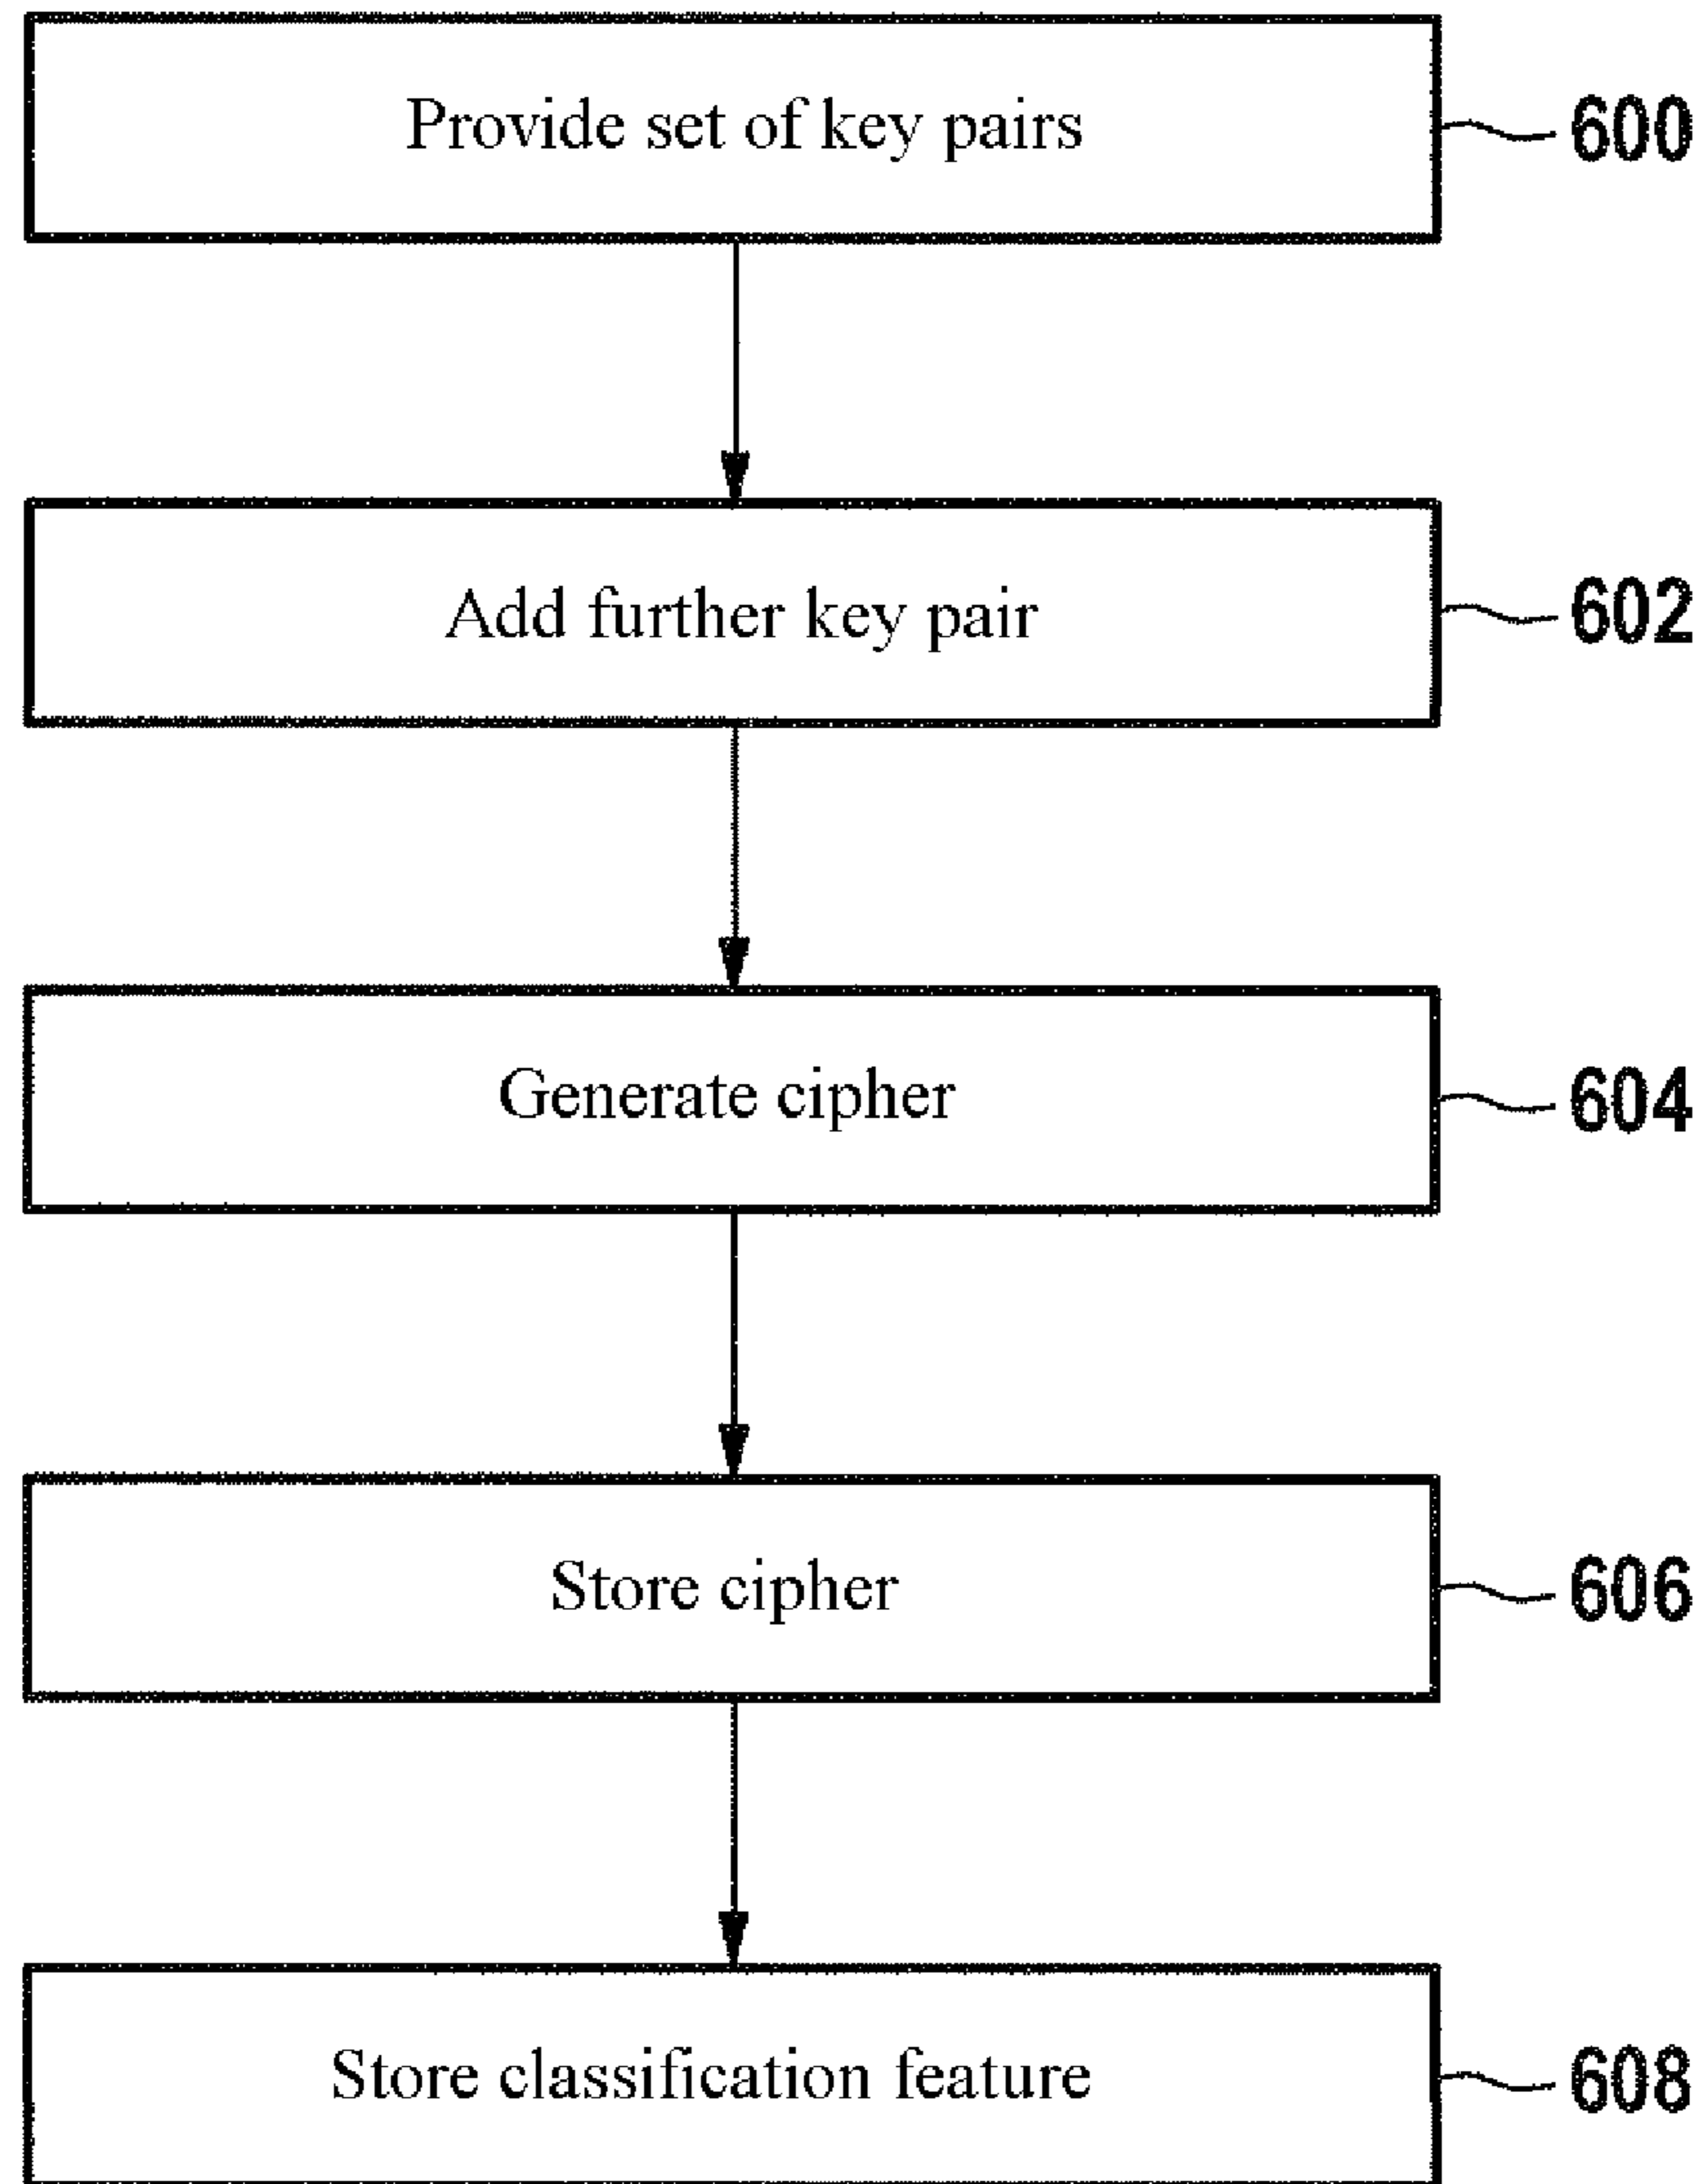 Provide set of key pairs
600
Add further key pair
602
Generate cipher
604
Store cipher
606
Store classification feature
608